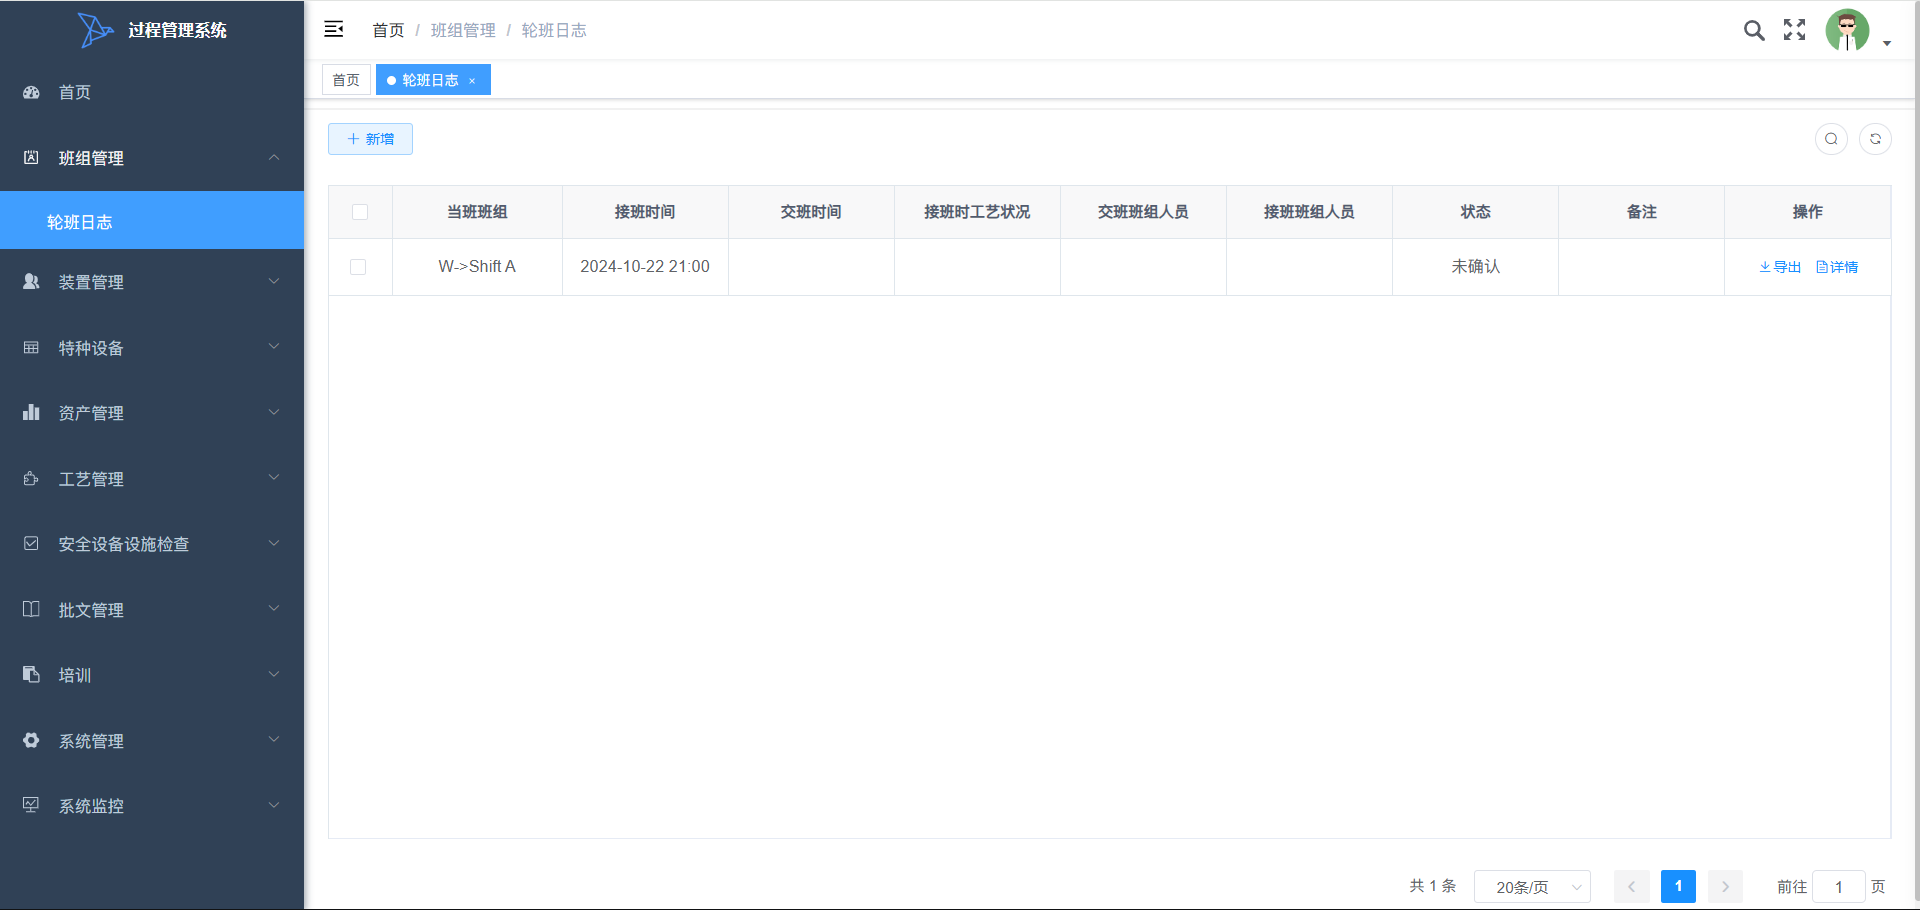 过程管理系统
首页
班组管理
轮班日志
装置管理
特种设备
资产管理
工艺管理
安全设备设施检查
批文管理
培训
系统管理
系统监控
首页 / 班组管理 / 轮班日志
首页 轮班日志 ×
新增
当班班组 接班时间 交班时间 接班时工艺状况 交班班组人员 接班班组人员 状态 备注 操作
W->Shift A 2024-10-22 21:00 未确认 导出 详情
共 1 条 20条/页 1 前往 1 页